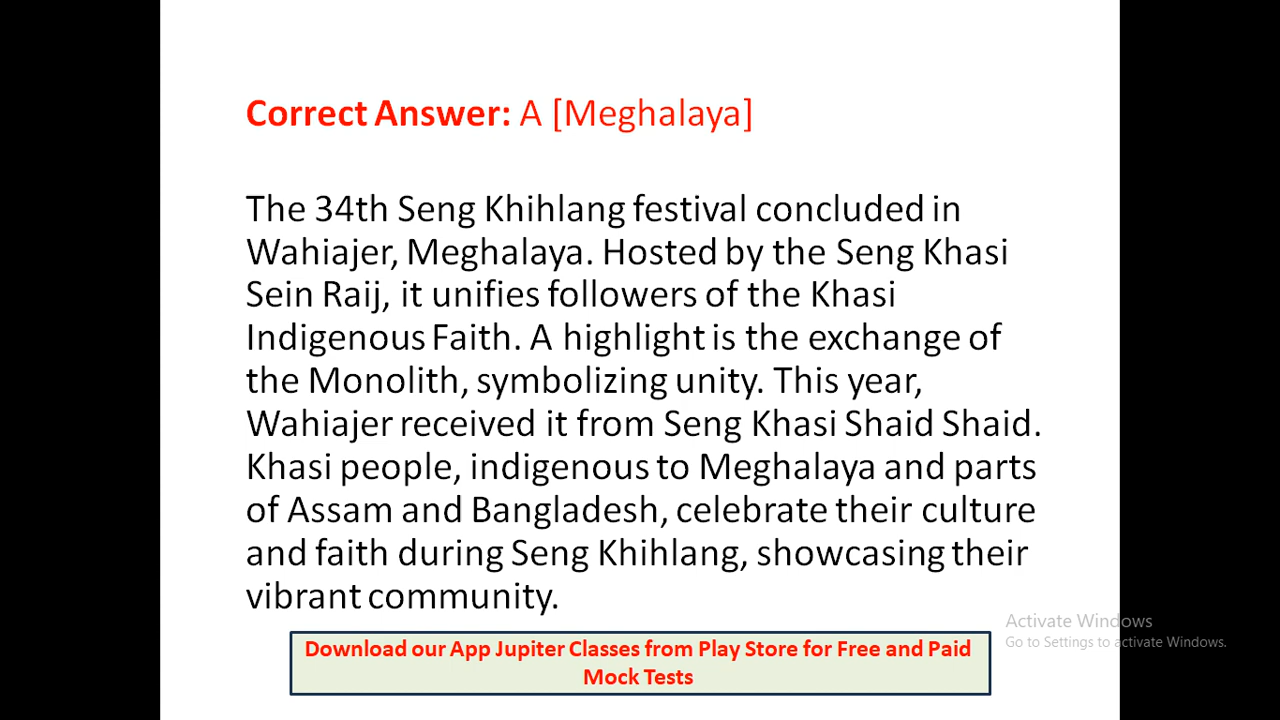 Correct Answer: A [Meghalaya]
The 34th Seng Khihlang festival concluded in
Wahiajer, Meghalaya. Hosted by the Seng Khasi
Sein Raij, it unifies followers of the Khasi
Indigenous Faith. A highlight is the exchange of
the Monolith, symbolizing unity. This year,
Wahiajer received it from Seng Khasi Shaid Shaid.
Khasi people, indigenous to Meghalaya and parts
of Assam and Bangladesh, celebrate their culture
and faith during Seng Khihlang, showcasing their
vibrant community.
Activate Windows
Go to Settings to activate Windows.
Download our App Jupiter Classes from Play Store for Free and Paid
Mock Tests